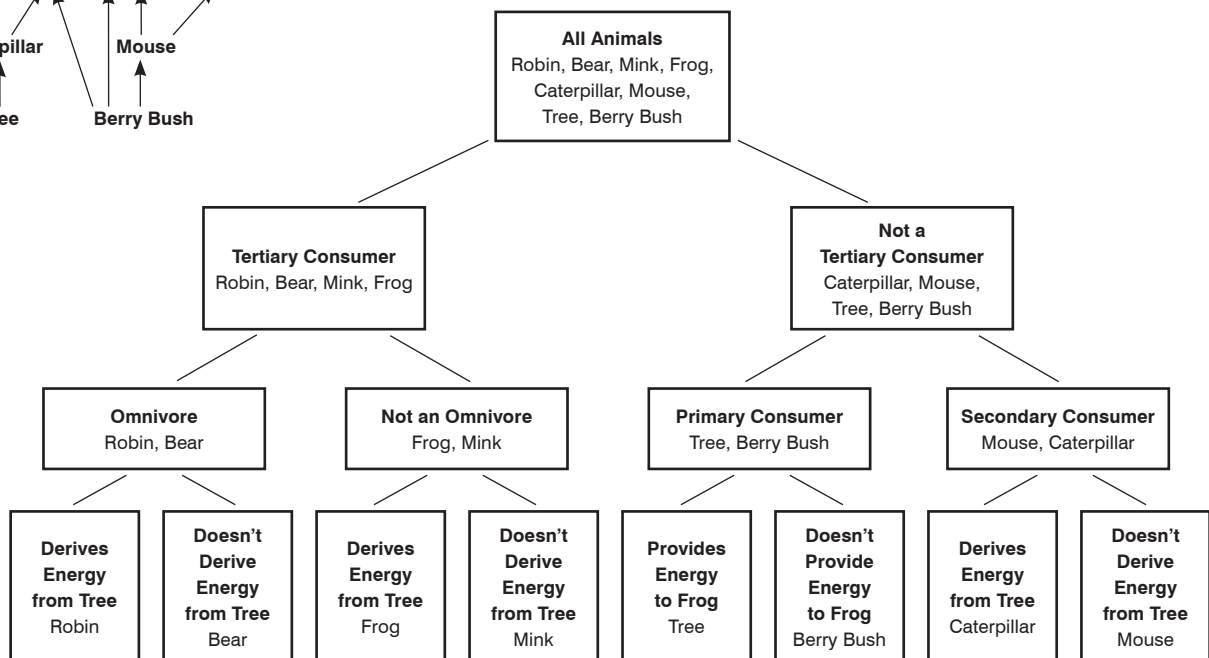 pillar
Mouse
ee
Berry Bush
All Animals
Robin, Bear, Mink, Frog,
Caterpillar, Mouse,
Tree, Berry Bush
Tertiary Consumer
Robin, Bear, Mink, Frog
Not a
Tertiary Consumer
Caterpillar, Mouse,
Tree, Berry Bush
Omnivore
Robin, Bear
Not an Omnivore
Frog, Mink
Primary Consumer
Tree, Berry Bush
Secondary Consumer
Mouse, Caterpillar
Derives
Energy
from Tree
Robin
Doesn't
Derive
Energy
from Tree
Bear
Derives
Energy
from Tree
Frog
Doesn't
Derive
Energy
from Tree
Mink
Provides
Energy
to Frog
Tree
Doesn't
Provide
Energy
to Frog
Berry Bush
Derives
Energy
from Tree
Caterpillar
Doesn't
Derive
Energy
from Tree
Mouse